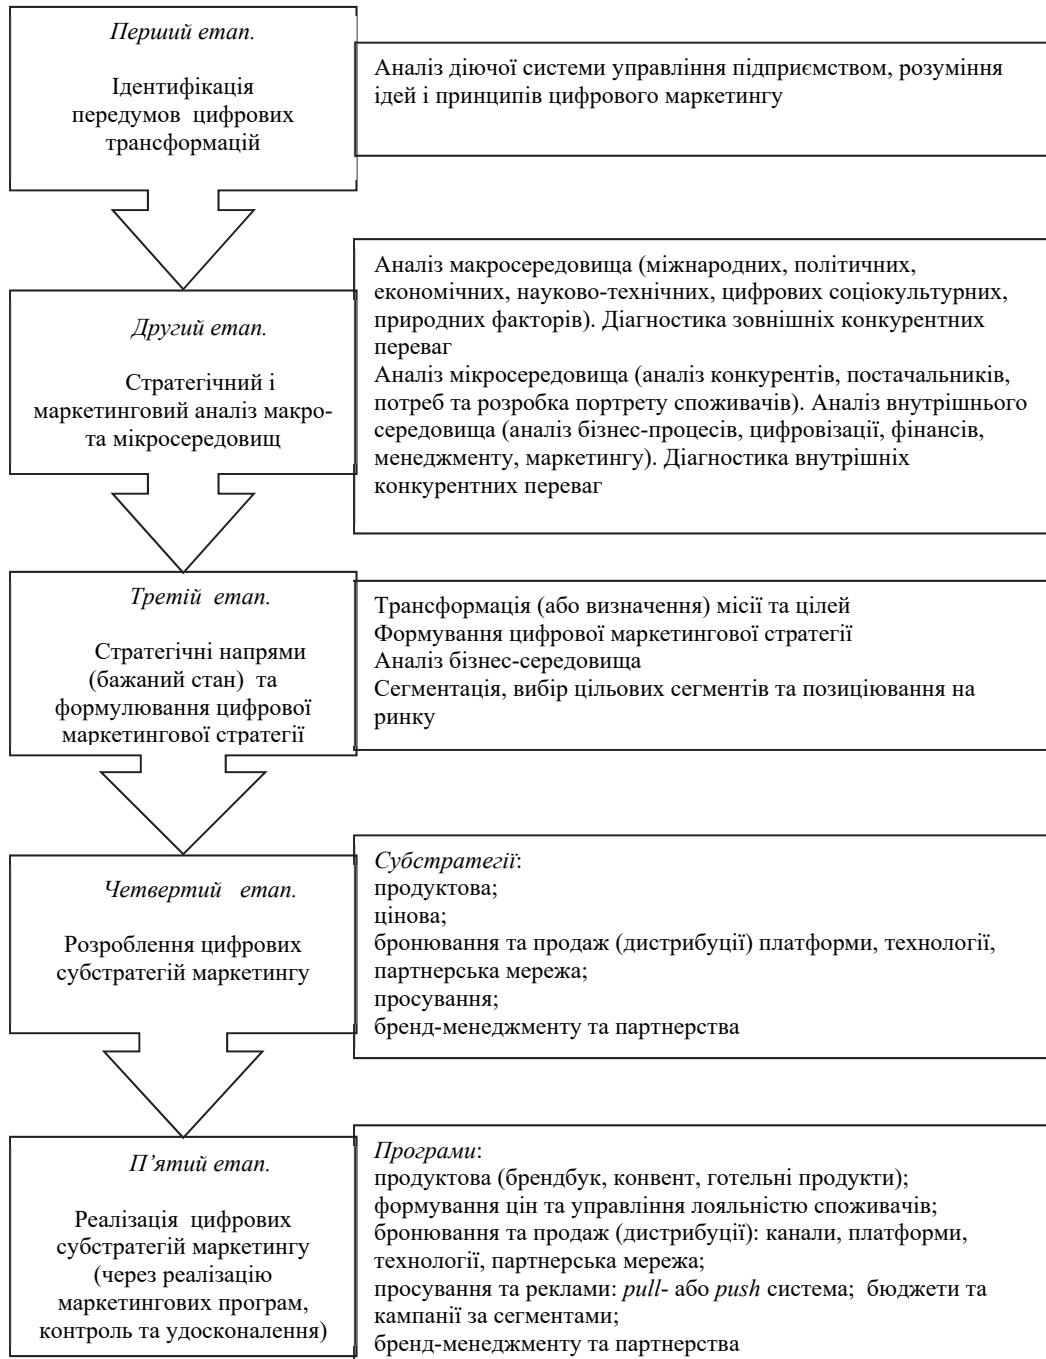 Перший етап.
Ідентифікація
передумов цифрових
трансформацій
Аналіз діючої системи управління підприємством, розуміння
ідей і принципів цифрового маркетингу
Другий етап.
Стратегічний і
маркетинговий аналіз макро-
та мікросередовищ
Аналіз макросередовища (міжнародних, політичних,
економічних, науково-технічних, цифрових соціокультурних,
природних факторів). Діагностика зовнішніх конкурентних
переваг
Аналіз мікросередовища (аналіз конкурентів, постачальників,
потреб та розробка портрету споживачів). Аналіз внутрішнього
середовища (аналіз бізнес-процесів, цифровізації, фінансів,
менеджменту, маркетингу). Діагностика внутрішніх
конкурентних переваг
Третій етап.
Стратегічні напрями
(бажаний стан) та
формулювання цифрової
маркетингової стратегії
Трансформація (або визначення) місії та цілей
Формування цифрової маркетингової стратегії
Аналіз бізнес-середовища
Сегментація, вибір цільових сегментів та позиціювання на
ринку
Четвертий етап.
Розроблення цифрових
субстратегій маркетингу
Субстратегії:
продуктова;
цінова;
бронювання та продаж (дистрибуції) платформи, технології,
партнерська мережа;
просування;
бренд-менеджменту та партнерства
П’ятий етап.
Реалізація цифрових
субстратегій маркетингу
(через реалізацію
маркетингових програм,
контроль та удосконалення)
Програми:
продуктова (брендбук, конвент, готельні продукти);
формування цін та управління лояльністю споживачів;
бронювання та продаж (дистрибуції): канали, платформи,
технології, партнерська мережа;
просування та реклами: pull- або push система; бюджети та
кампанії за сегментами;
бренд-менеджменту та партнерства